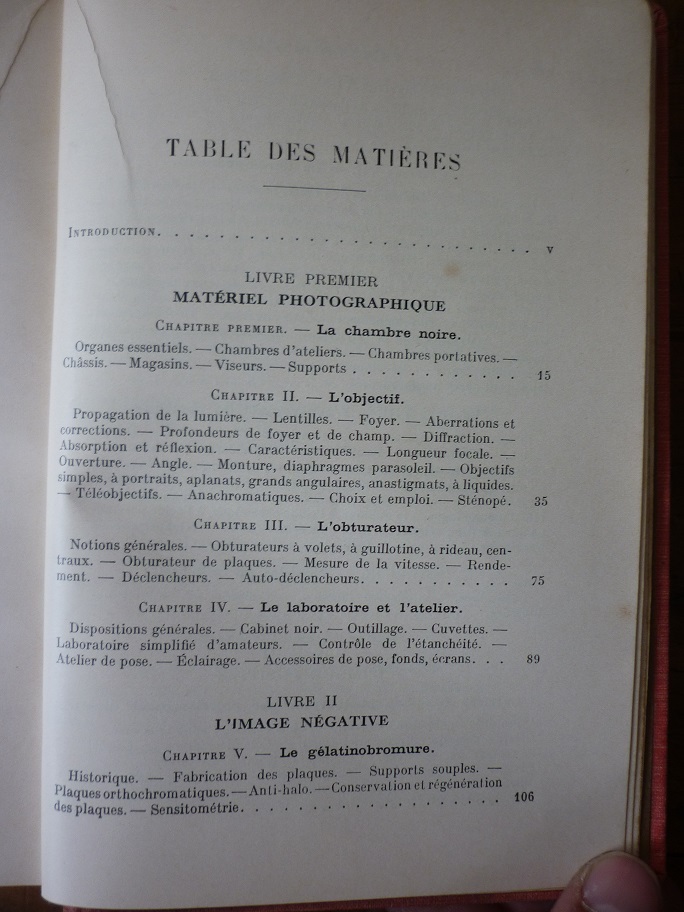 TABLE DES MATIÈRES
INTRODUCTION. . . . . . . . . . . . . . . . . . . . . . . . . . . v
LIVRE PREMIER
MATÉRIEL PHOTOGRAPHIQUE
CHAPITRE PREMIER. — La chambre noire.
Organes essentiels. — Chambres d'ateliers. — Chambres portatives. —
Châssis. — Magasins. — Viseurs. — Supports . . . . . . . . . . . . 15
CHAPITRE II. — L'objectif.
Propagation de la lumière. — Lentilles. — Foyer. — Aberrations et
corrections. — Profondeurs de foyer et de champ. — Diffraction. —
Absorption et réflexion. — Caractéristiques. — Longueur focale. —
Ouverture. — Angle. — Monture, diaphragmes parasoleil. — Objectifs
simples, à portraits, aplanats, grands angulaires, anastigmats, à liquides.
— Téléobjectifs. — Anachromatiques. — Choix et emploi. — Sténopé. 35
CHAPITRE III. — L'obturateur.
Notions générales. — Obturateurs à volets, à guillotine, à rideau, cen-
traux. — Obturateur de plaques. — Mesure de la vitesse. — Rende-
ment. — Déclencheurs. — Auto-déclencheurs. . . . . . . . . . . 75
CHAPITRE IV. — Le laboratoire et l'atelier.
Dispositions générales. — Cabinet noir. — Outillage. — Cuvettes. —
Laboratoire simplifié d'amateurs. — Contrôle de l'étanchéité. —
Atelier de pose. — Éclairage. — Accessoires de pose, fonds, écrans. . . 89
LIVRE II
L'IMAGE NÉGATIVE
CHAPITRE V. — Le gélatinobromure.
Historique. — Fabrication des plaques. — Supports souples. —
Plaques orthochromatiques. — Anti-halo. — Conservation et régénération
des plaques. — Sensitométrie. . . . . . . . . . . . . . . . . . . 106